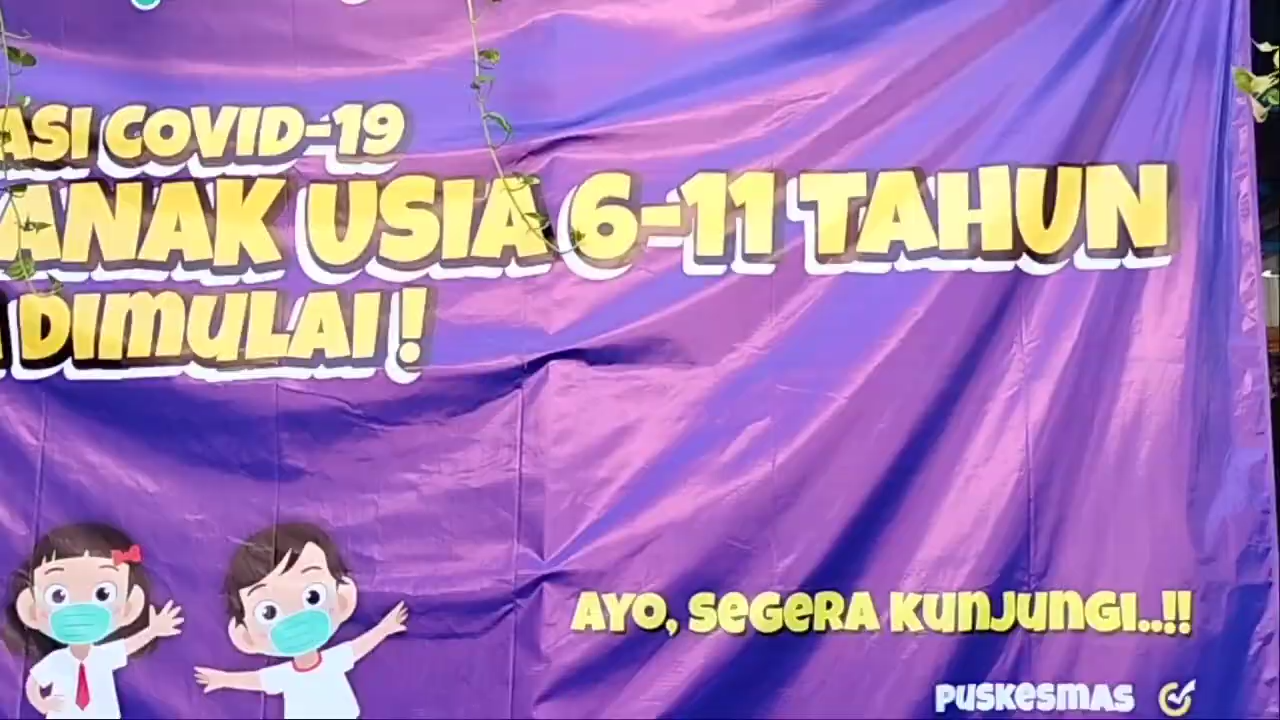 ASI COVID-19
ANAK USIA 6-11 TAHUN
DIMULAI !
AYO, SEGERA KUNJUNGI..!!
PUSKESMAS